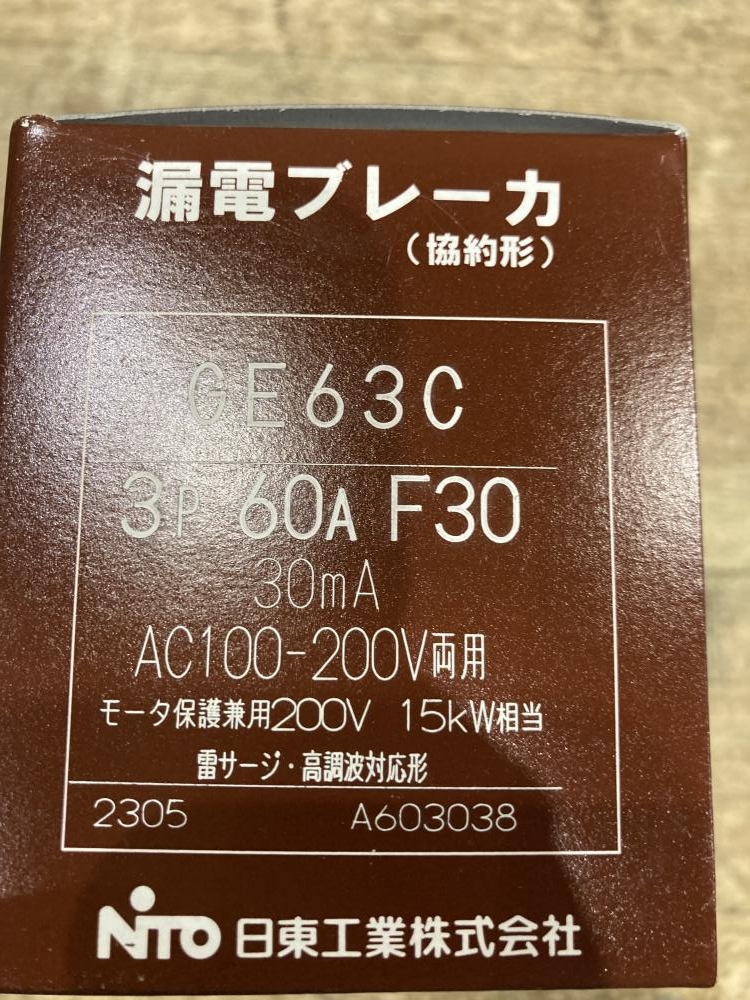 漏電ブレーカ
（協約形）
GE63C
3P 60A F30
30mA
AC100-200V両用
モータ保護兼用200V 15kW相当
雷サージ・高調波対応形
2305 A603038
NITO 日東工業株式会社